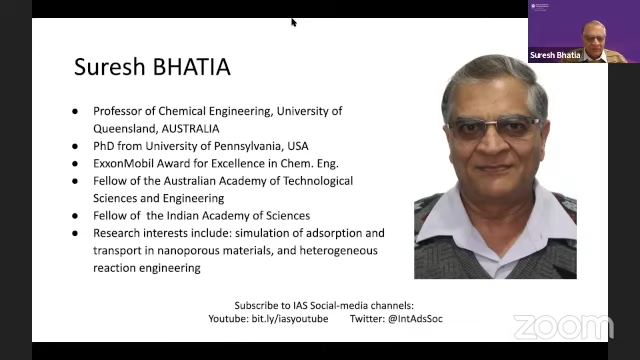 Suresh Bhatia
Suresh BHATIA
● Professor of Chemical Engineering, University of
Queensland, AUSTRALIA
● PhD from University of Pennsylvania, USA
● ExxonMobil Award for Excellence in Chem. Eng.
● Fellow of the Australian Academy of Technological
Sciences and Engineering
● Fellow of the Indian Academy of Sciences
● Research interests include: simulation of adsorption and
transport in nanoporous materials, and heterogeneous
reaction engineering
Subscribe to IAS Social-media channels:
Youtube: bit.ly/iasyoutube Twitter: @IntAdsSoc
zoom